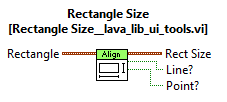 Rectangle Size
[Rectangle Size__lava_lib_ui_tools.vi]
Rectangle
Align
Rect Size
Line?
Point?